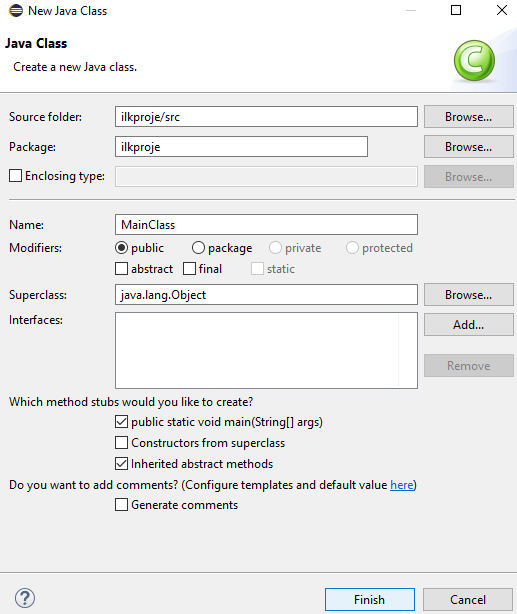 New Java Class
Java Class
Create a new Java class.
Source folder: ilkproje/src Browse...
Package: ilkproje Browse...
Enclosing type: Browse...
Name: MainClass
Modifiers: public package private protected
abstract final static
Superclass: java.lang.Object Browse...
Interfaces: Add...
Remove
Which method stubs would you like to create?
public static void main(String[] args)
Constructors from superclass
Inherited abstract methods
Do you want to add comments? (Configure templates and default value here)
Generate comments
? Finish Cancel